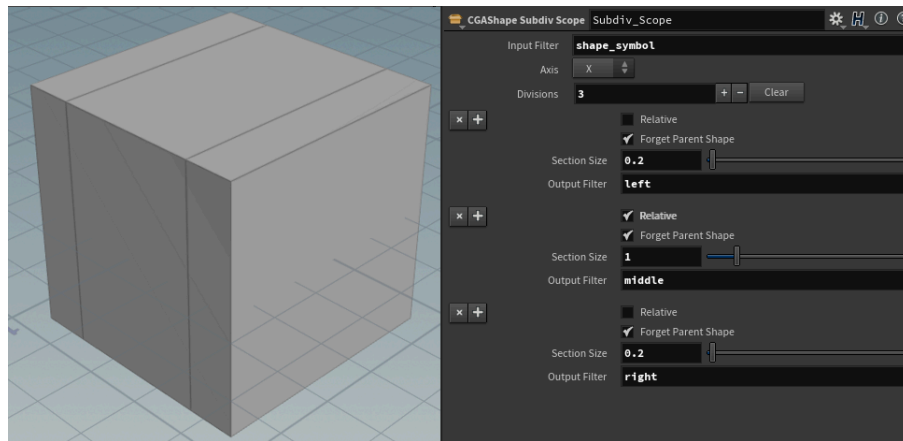 CGAShape Subdiv Scope Subdiv_Scope
Input Filter shape_symbol
Axis X
Divisions 3 + - Clear
Relative
Forget Parent Shape
Section Size 0.2
Output Filter left
Relative
Forget Parent Shape
Section Size 1
Output Filter middle
Relative
Forget Parent Shape
Section Size 0.2
Output Filter right